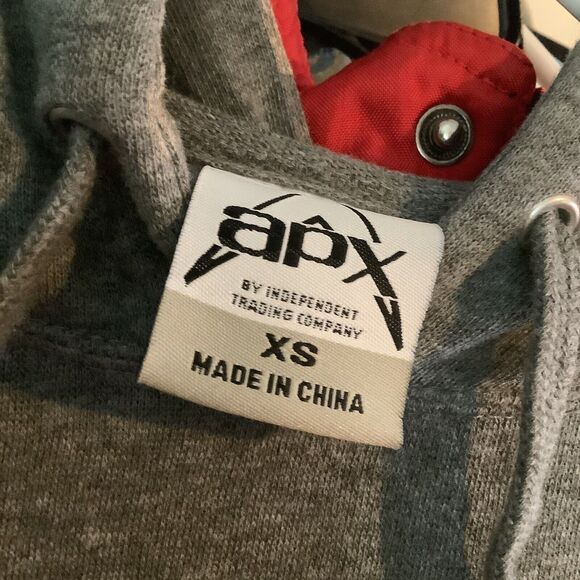 apx
BY INDEPENDENT
TRADING COMPANY
XS
MADE IN CHINA